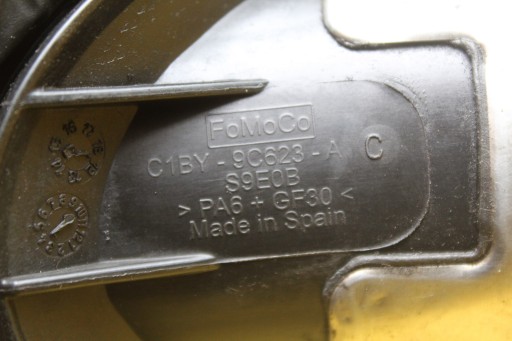 FoMoCo
C1BY - 9C623 - A C
S9E0B
> PA6 + GF30 <
Made in Spain